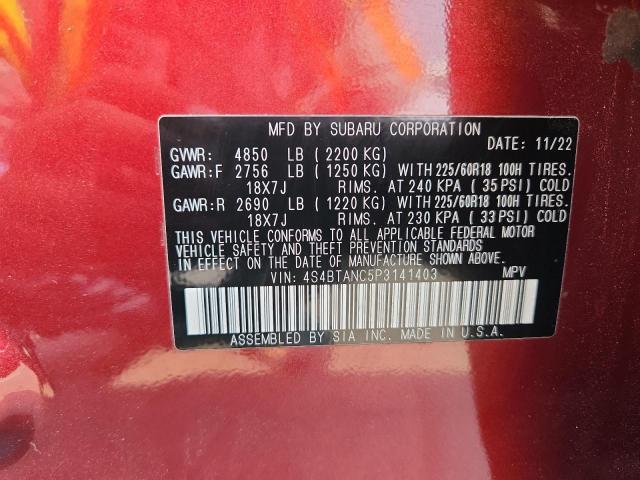 MFD BY SUBARU CORPORATION
DATE: 11/22
GVWR: 4850 LB ( 2200 KG)
GAWR:F 2756 LB ( 1250 KG) WITH 225/60R18 100H TIRES.
18X7J RIMS. AT 240 KPA ( 35 PSI) COLD
GAWR:R 2690 LB ( 1220 KG) WITH 225/60R18 100H TIRES.
18X7J RIMS. AT 230 KPA ( 33 PSI) COLD
THIS VEHICLE CONFORMS TO ALL APPLICABLE FEDERAL MOTOR
VEHICLE SAFETY AND THEFT PREVENTION STANDARDS
IN EFFECT ON THE DATE OF MANUFACTURE SHOWN ABOVE.
VIN: 4S4BTANC5P3141403 MPV
ASSEMBLED BY SIA INC. MADE IN U.S.A.